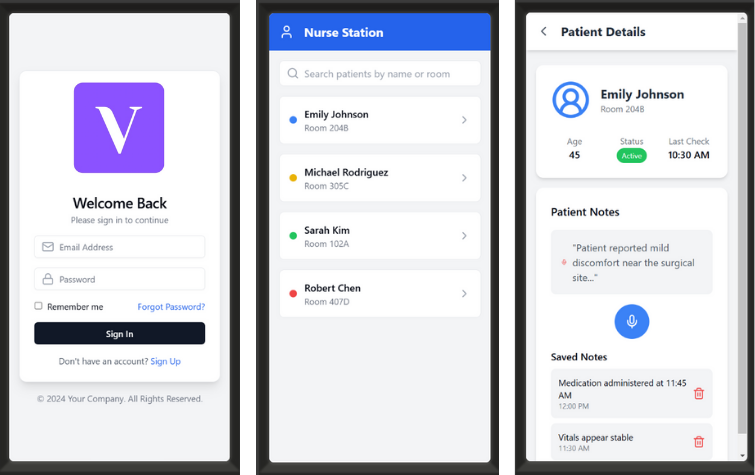 V
Welcome Back
Please sign in to continue
Email Address
Password
Remember me
Forgot Password?
Sign In
Don't have an account? Sign Up
© 2024 Your Company. All Rights Reserved.
Nurse Station
Search patients by name or room
Emily Johnson
Room 204B
Michael Rodriguez
Room 305C
Sarah Kim
Room 102A
Robert Chen
Room 407D
Patient Details
Emily Johnson
Room 204B
Age
Status
Last Check
45
Active
10:30 AM
Patient Notes
"Patient reported mild
discomfort near the surgical
site..."
Saved Notes
Medication administered at 11:45
AM
12:00 PM
Vitals appear stable
11:30 AM